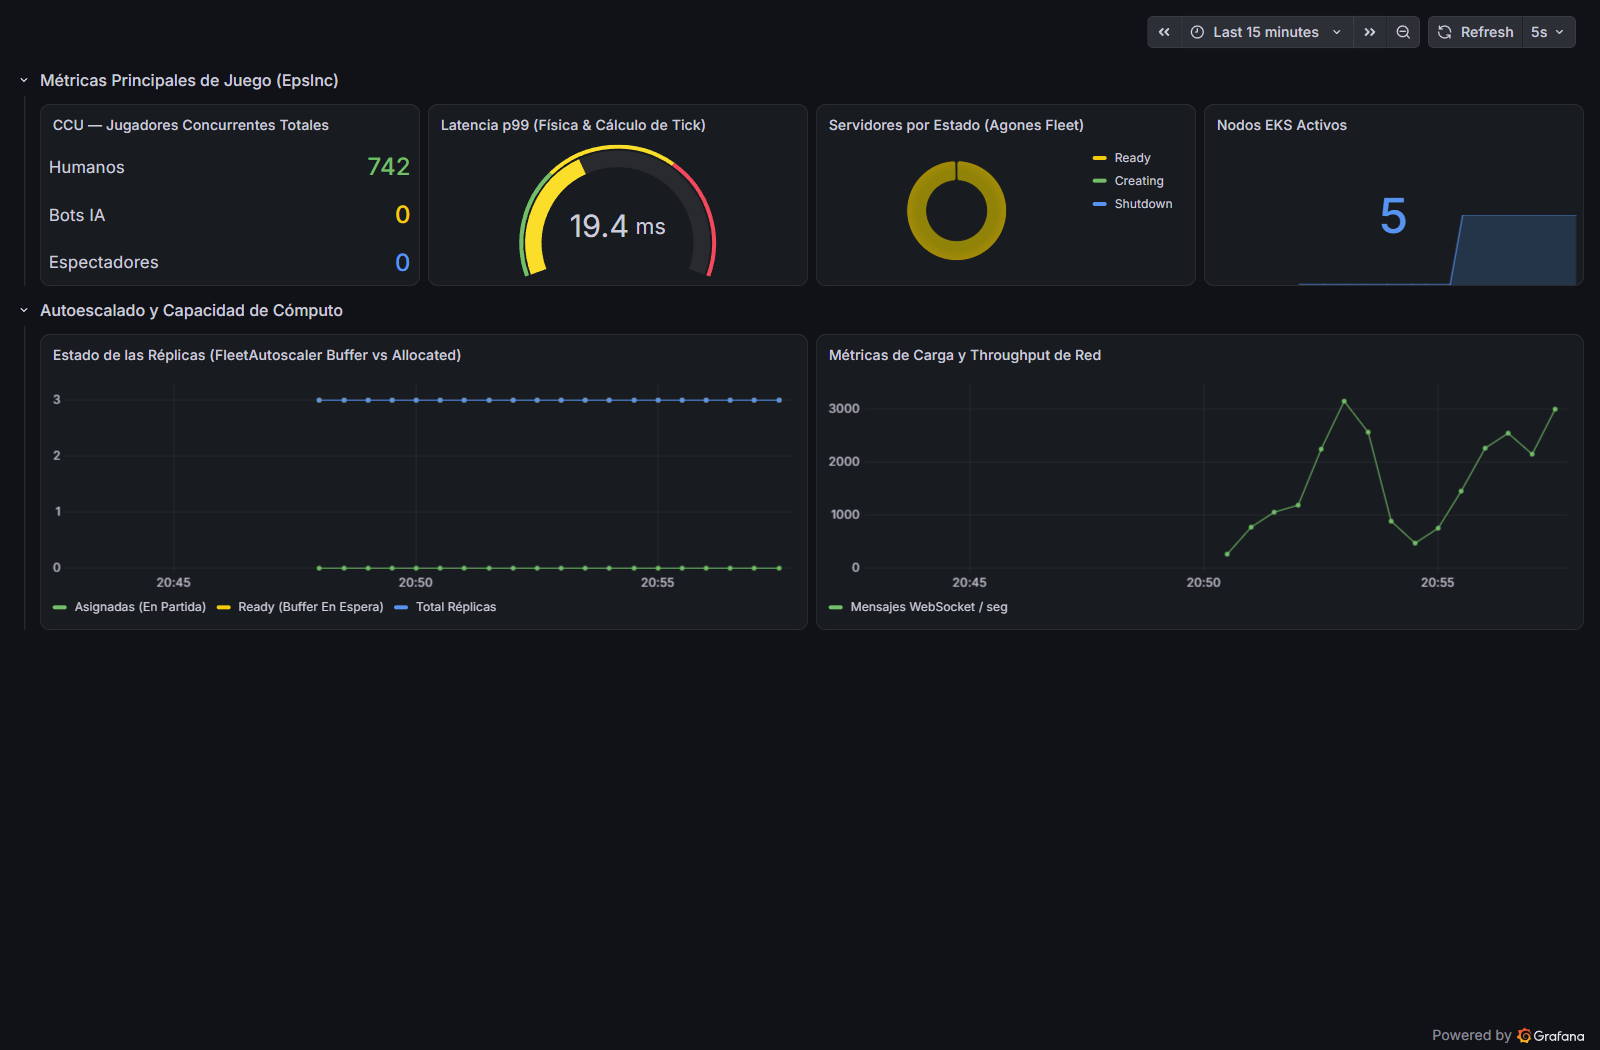 Last 15 minutes
Refresh
5s
Métricas Principales de Juego (EpsInc)
CCU — Jugadores Concurrentes Totales
Humanos 742
Bots IA 0
Espectadores 0
Latencia p99 (Física & Cálculo de Tick)
19.4 ms
Servidores por Estado (Agones Fleet)
Ready
Creating
Shutdown
Nodos EKS Activos
5
Autoescalado y Capacidad de Cómputo
Estado de las Réplicas (FleetAutoscaler Buffer vs Allocated)
3
2
1
0
20:45 20:50 20:55
Asignadas (En Partida) Ready (Buffer En Espera) Total Réplicas
Métricas de Carga y Throughput de Red
3000
2000
1000
0
20:45 20:50 20:55
Mensajes WebSocket / seg
Powered by Grafana